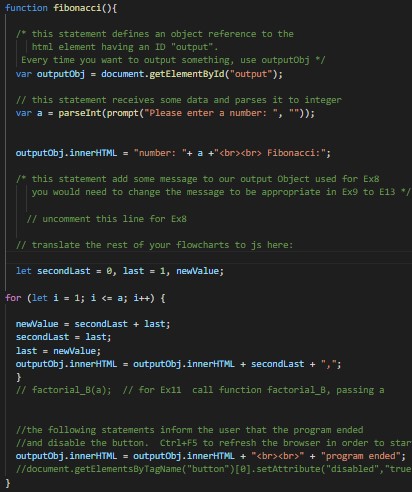 function fibonacci(){
/* this statement defines an object reference to the
html element having an ID "output".
Every time you want to output something, use outputObj */
var outputObj = document.getElementById("output");
// this statement receives some data and parses it to integer
var a = parseInt(prompt("Please enter a number: ", ""));
outputObj.innerHTML = "number: "+ a +"<br><br> Fibonacci:";
/* this statement add some message to our output Object used for Ex8
you would need to change the message to be appropriate in Ex9 to E13 */
// uncomment this line for Ex8
// translate the rest of your flowcharts to js here:
let secondLast = 0, last = 1, newValue;
for (let i = 1; i <= a; i++) {
newValue = secondLast + last;
secondLast = last;
last = newValue;
outputObj.innerHTML = outputObj.innerHTML + secondLast + ",";
}
// factorial_B(a);  // for Ex11  call function factorial_B, passing a
//the following statements inform the user that the program ended
//and disable the button.  Ctrl+F5 to refresh the browser in order to star
outputObj.innerHTML = outputObj.innerHTML + "<br><br>" + "program ended";
//document.getElementsByTagName("button")[0].setAttribute("disabled","true
}